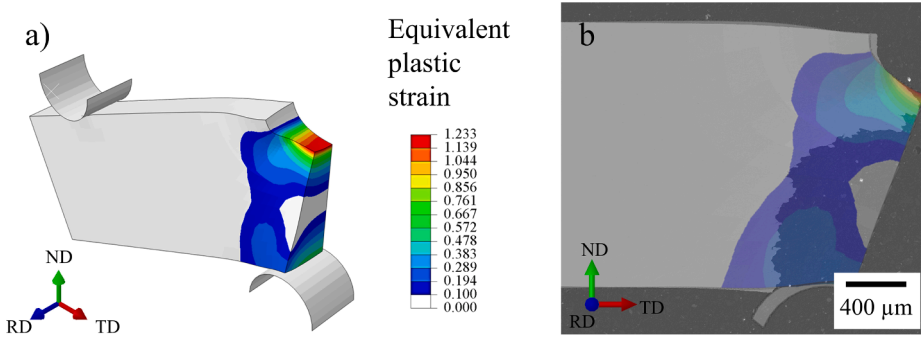 a)
Equivalent
plastic
strain
1.233
1.139
1.044
0.950
0.856
0.761
0.667
0.572
0.478
0.383
0.289
0.194
0.100
0.000
ND
RD
TD
b
ND
RD
TD
400 µm